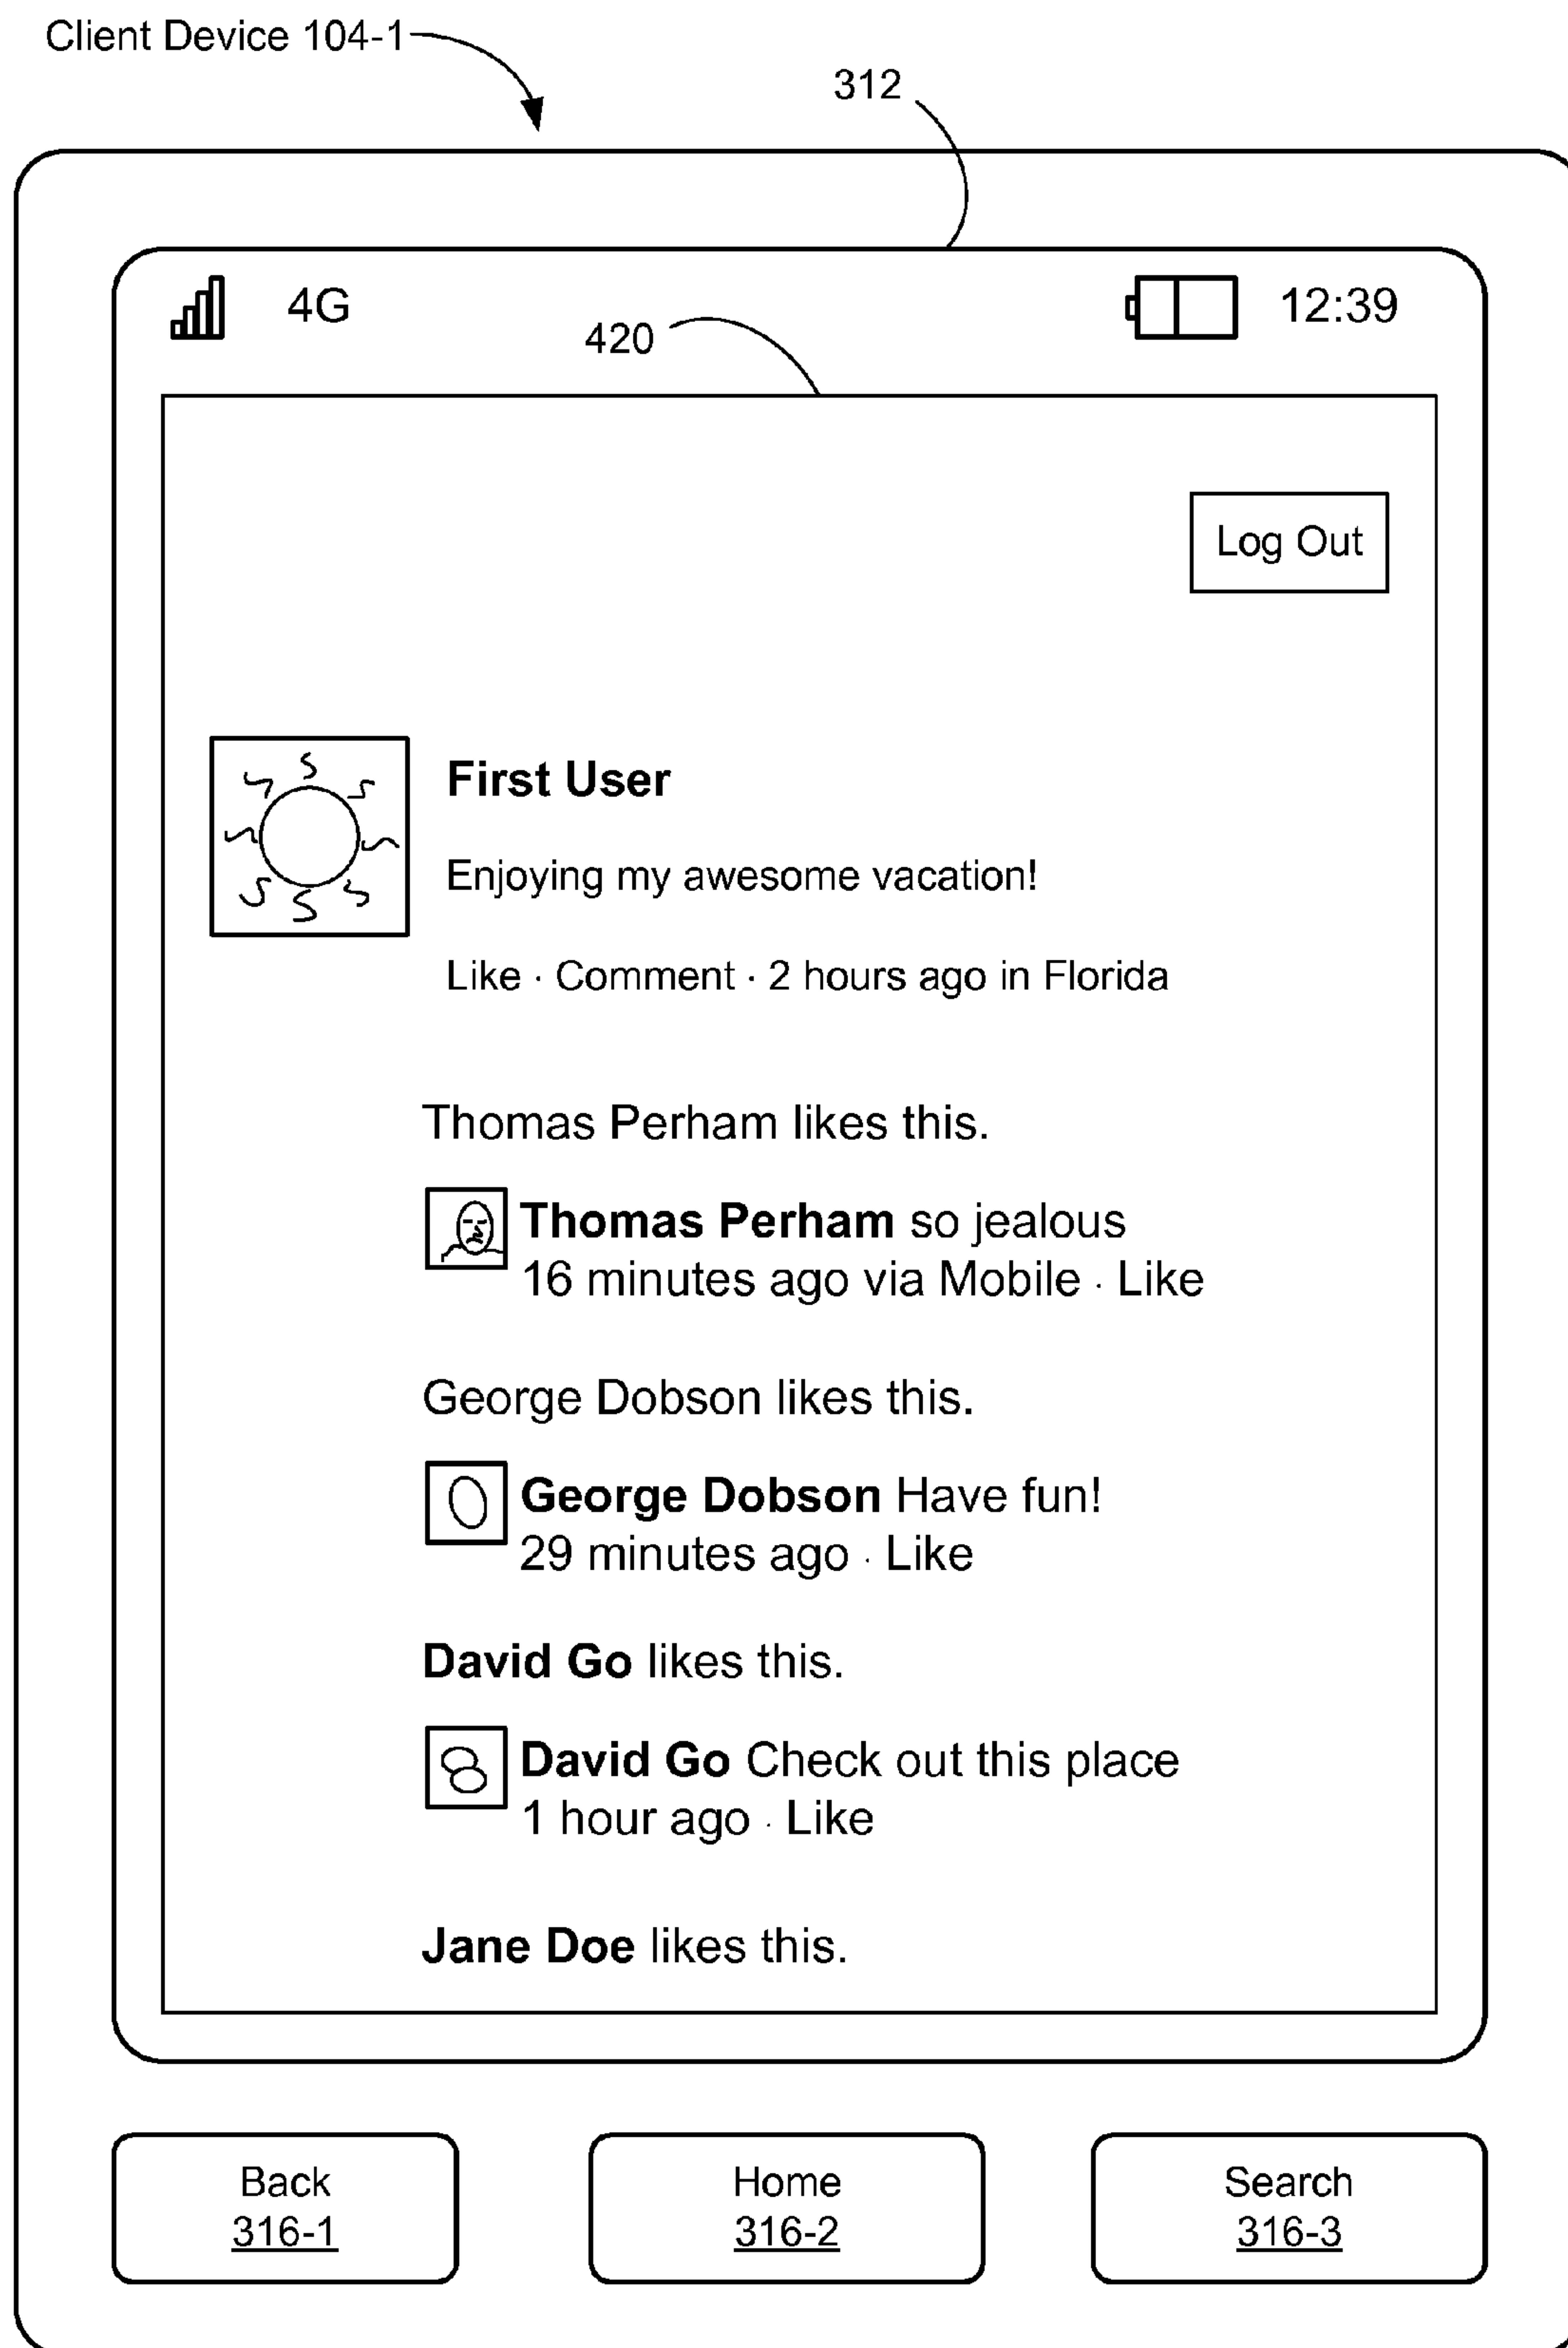 Client Device 104-1
312
4G
12:39
420
Log Out
First User
Enjoying my awesome vacation!
Like · Comment · 2 hours ago in Florida
Thomas Perham likes this.
Thomas Perham so jealous
16 minutes ago via Mobile · Like
George Dobson likes this.
George Dobson Have fun!
29 minutes ago · Like
David Go likes this.
David Go Check out this place
1 hour ago · Like
Jane Doe likes this.
Back
316-1
Home
316-2
Search
316-3